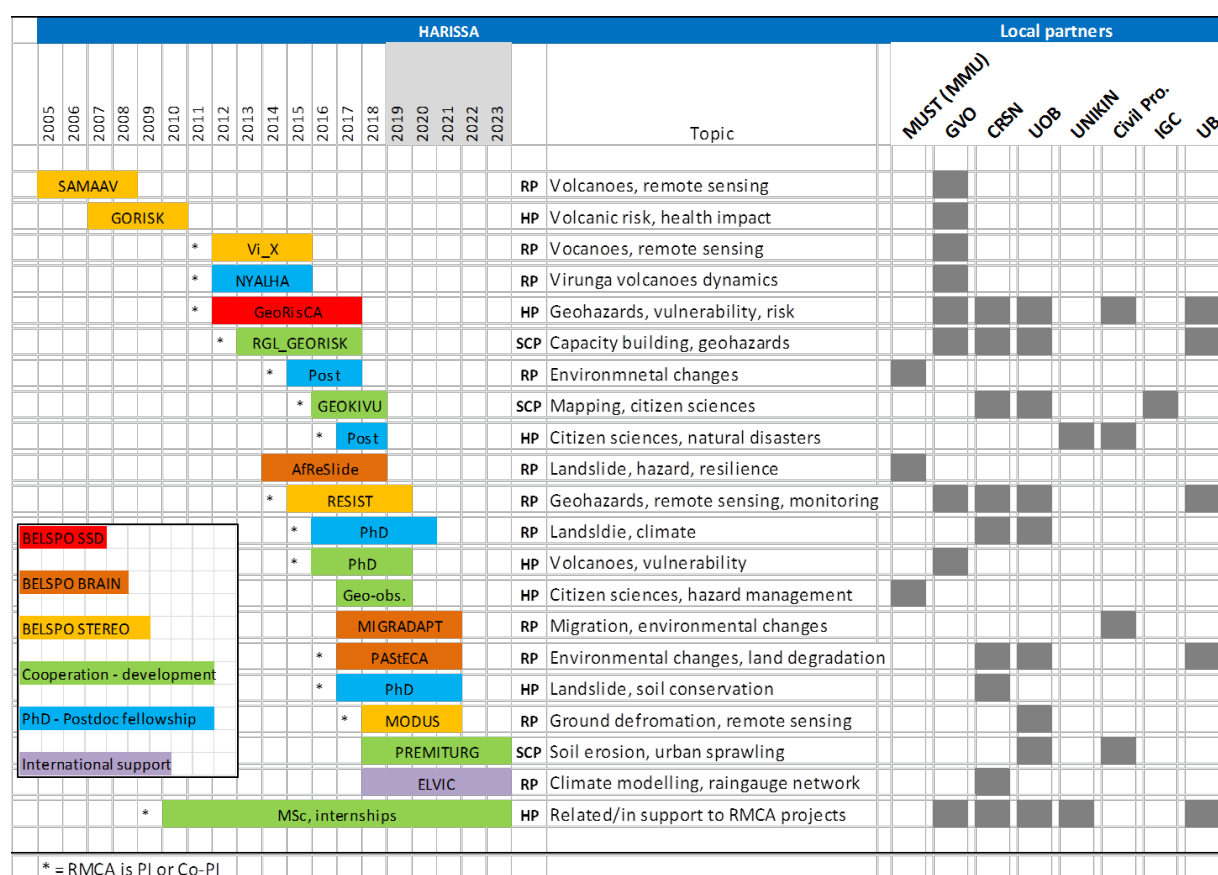 HARISSA Local partners
2005 2006 2007 2008 2009 2010 2011 2012 2013 2014 2015 2016 2017 2018 2019 2020 2021 2022 2023 Topic MUST (MMU) GVO CRSN UOB UNIKIN Civil Pro. IGC UB
SAMAAV RP Volcanoes, remote sensing
GORISK HP Volcanic risk, health impact
* Vi_X RP Vocanoes, remote sensing
* NYALHA RP Virunga volcanoes dynamics
* GeoRisCA HP Geohazards, vulnerability, risk
* RGL_GEORISK SCP Capacity building, geohazards
* Post RP Environmnetal changes
* GEOKIVU SCP Mapping, citizen sciences
* Post HP Citizen sciences, natural disasters
AfReSlide RP Landslide, hazard, resilience
* RESIST RP Geohazards, remote sensing, monitoring
* PhD RP Landsldie, climate
* PhD HP Volcanoes, vulnerability
Geo-obs. HP Citizen sciences, hazard management
MIGRADAPT RP Migration, environmental changes
* PAStECA RP Environmental changes, land degradation
* PhD HP Landslide, soil conservation
* MODUS RP Ground defromation, remote sensing
PREMITURG SCP Soil erosion, urban sprawling
ELVIC RP Climate modelling, raingauge network
* MSc, internships HP Related/in support to RMCA projects
BELSPO SSD
BELSPO BRAIN
BELSPO STEREO
Cooperation - development
PhD - Postdoc fellowship
International support
* = RMCA is PI or Co-PI